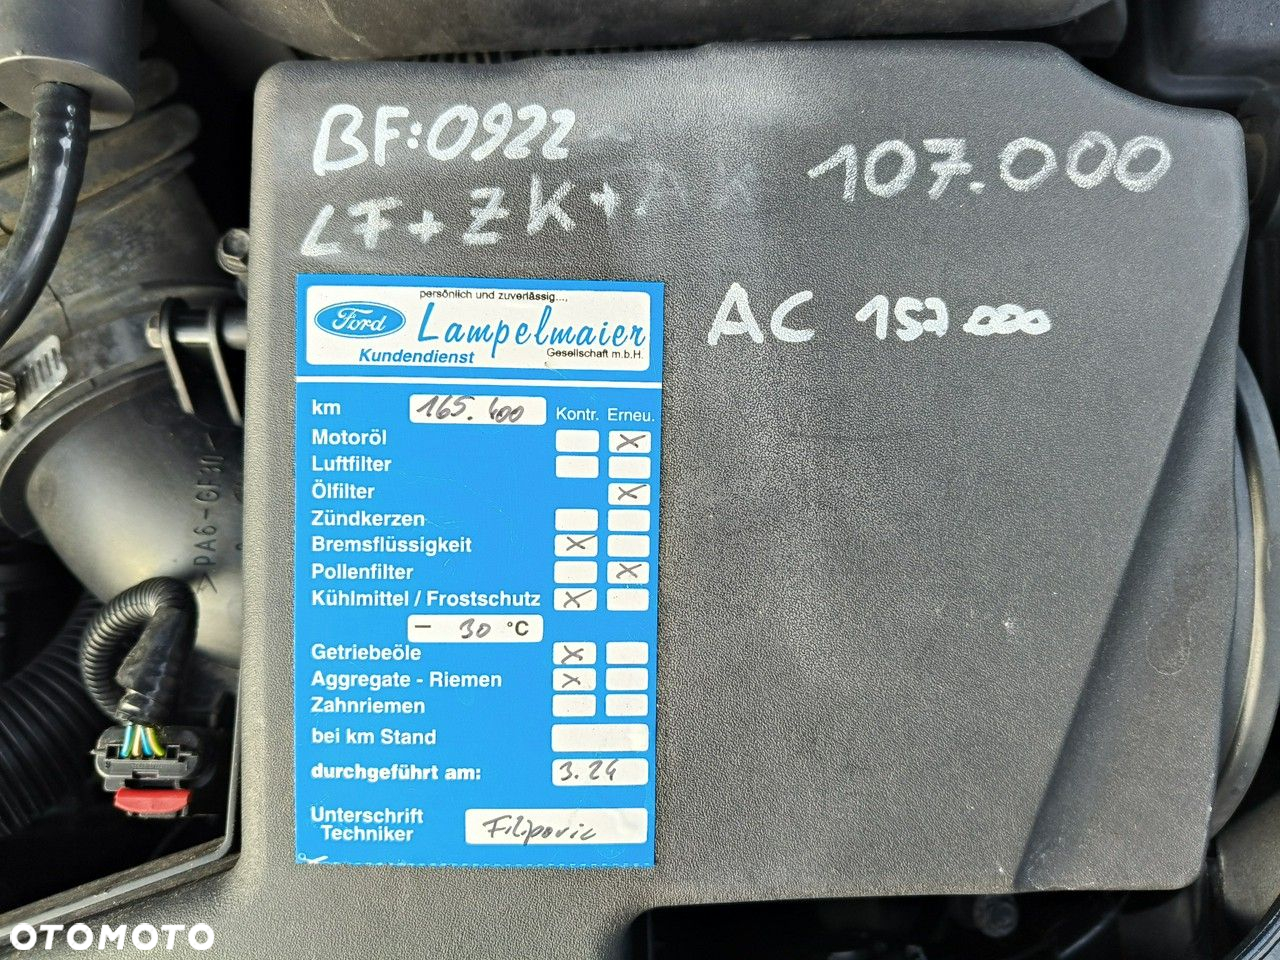 BF:0922
107.000
LF+ZK+
AC 157.000
persönlich und zuverlässig...,
Ford Lampelmaier
Kundendienst Gesellschaft m.b.H.
km 165.400 Kontr. Erneu.
Motoröl X
Luftfilter
Ölfilter X
Zündkerzen
Bremsflüssigkeit X
Pollenfilter X
Kühlmittel / Frostschutz X
- 30 °C
Getriebeöle X
Aggregate - Riemen X
Zahnriemen
bei km Stand
durchgeführt am: 3.24
Unterschrift
Techniker Filipovic
OTOMOTO